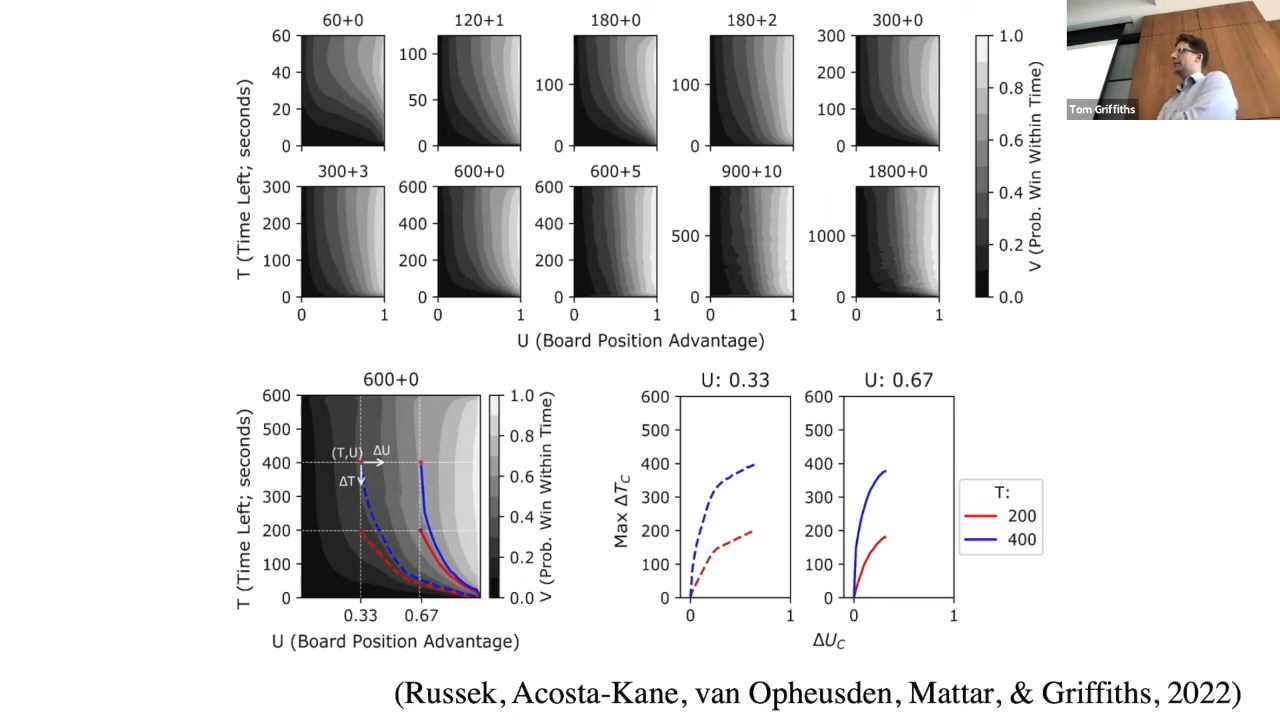 60+0 120+1 180+0 180+2 300+0
60 40 20 0
100 50 0
100 0
100 0
300 200 100 0
1.0 0.8 0.6 0.4 0.2 0.0
V (Prob. Win Within Time)
T (Time Left; seconds)
Tom Griffiths
300+3 600+0 600+5 900+10 1800+0
300 200 100 0
600 400 200 0
600 400 200 0
500 0
1000 0
0 1 0 1 0 1 0 1 0 1
U (Board Position Advantage)
600+0
600 500 400 300 200 100 0
T (Time Left; seconds)
(T,U) ΔU
ΔT
1.0 0.8 0.6 0.4 0.2 0.0
V (Prob. Win Within Time)
0.33 0.67
U (Board Position Advantage)
U: 0.33 U: 0.67
600 500 400 300 200 100 0
Max ΔT_C
600 500 400 300 200 100 0
0 1 0 1
ΔU_C
T:
200
400
(Russek, Acosta-Kane, van Opheusden, Mattar, & Griffiths, 2022)